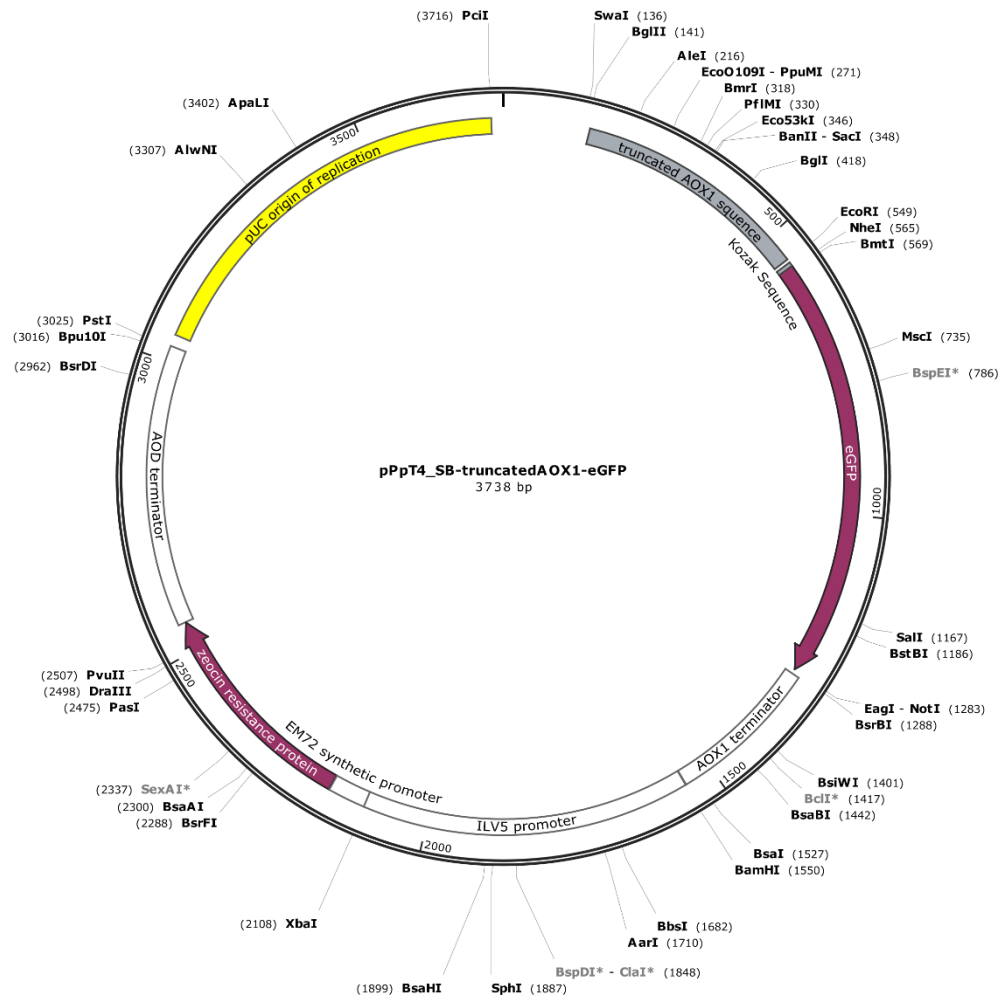 (3716) PciI
SwaI (136)
BglII (141)
AleI (216)
EcoO109I - PpuMI (271)
BmrI (318)
PflMI (330)
Eco53kI (346)
BanII - SacI (348)
BglI (418)
EcoRI (549)
NheI (565)
BmtI (569)
MscI (735)
BspEI* (786)
SalI (1167)
BstBI (1186)
EagI - NotI (1283)
BsrBI (1288)
BsiWI (1401)
BclI* (1417)
BsaBI (1442)
BsaI (1527)
BamHI (1550)
BbsI (1682)
AarI (1710)
BspDI* - ClaI* (1848)
SphI (1887)
(1899) BsaHI
(2108) XbaI
(2288) BsrFI
(2300) BsaAI
(2337) SexAI*
(2475) PasI
(2498) DraIII
(2507) PvuII
(2962) BsrDI
(3016) Bpu10I
(3025) PstI
(3307) AlwNI
(3402) ApaLI
500
1000
1500
2000
2500
3000
3500
truncated AOX1 squence
Kozak Sequence
eGFP
AOX1 terminator
ILV5 promoter
EM72 synthetic promoter
zeocin resistance protein
AOD terminator
pUC origin of replication
pPpT4_SB-truncatedAOX1-eGFP
3738 bp